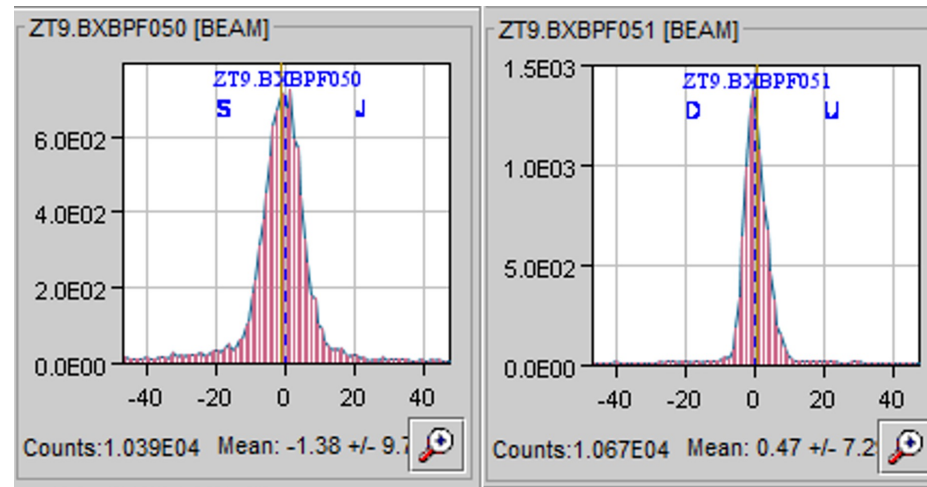 ZT9.BXBPF050 [BEAM]
ZT9.BXBPF050
S J
6.0E02
4.0E02
2.0E02
0.0E00
-40 -20 0 20 40
Counts:1.039E04 Mean: -1.38 +/- 9.7
ZT9.BXBPF051 [BEAM]
1.5E03
ZT9.BXBPF051
D U
1.0E03
5.0E02
0.0E00
-40 -20 0 20 40
Counts:1.067E04 Mean: 0.47 +/- 7.2